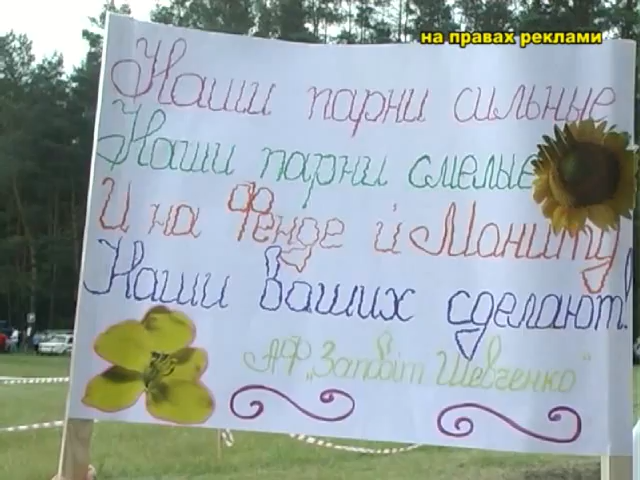 на правах реклами
Наши парни сильные
Наши парни смелые
И на Фенде й Маниту
Наши Ваших сделают!
АФ „Заповіт Шевченко"